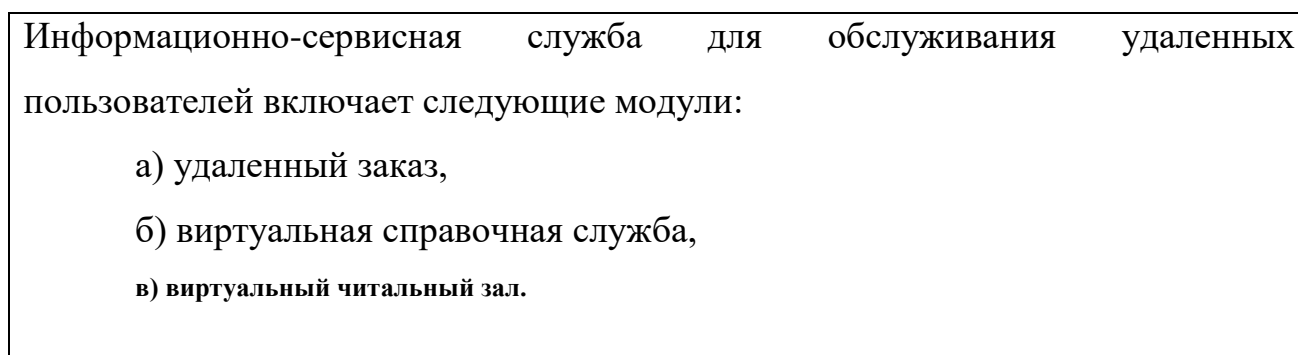 Информационно-сервисная служба для обслуживания удаленных
пользователей включает следующие модули:
а) удаленный заказ,
б) виртуальная справочная служба,
в) виртуальный читальный зал.